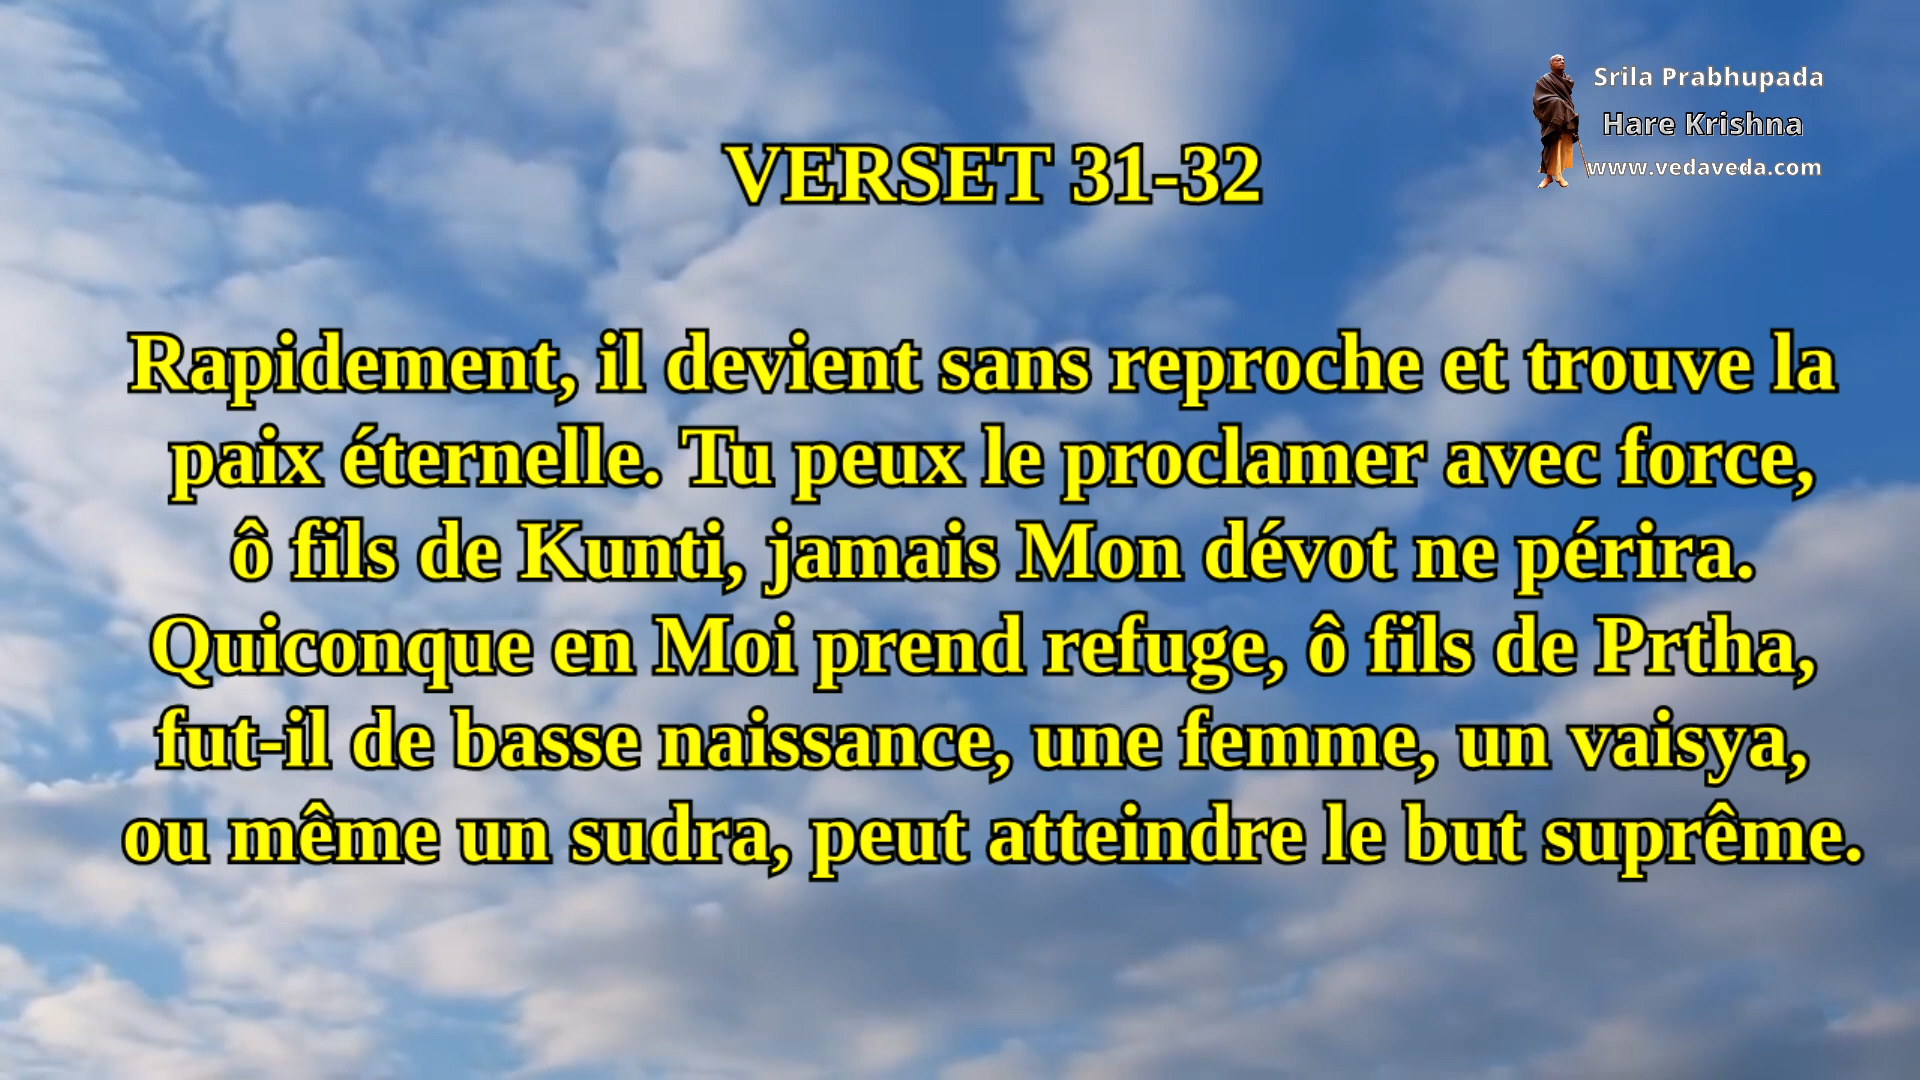 Srila Prabhupada
Hare Krishna
www.vedaveda.com
VERSET 31-32
Rapidement, il devient sans reproche et trouve la
paix éternelle. Tu peux le proclamer avec force,
ô fils de Kunti, jamais Mon dévot ne périra.
Quiconque en Moi prend refuge, ô fils de Prtha,
fut-il de basse naissance, une femme, un vaisya,
ou même un sudra, peut atteindre le but suprême.